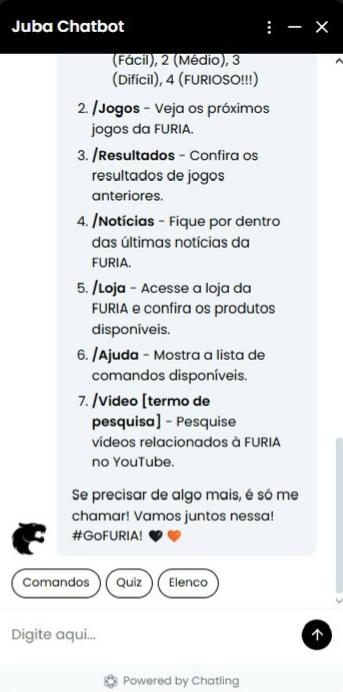 Juba Chatbot
(Fácil), 2 (Médio), 3
(Difícil), 4 (FURIOSO!!!)
2. /Jogos - Veja os próximos
jogos da FURIA.
3. /Resultados - Confira os
resultados de jogos
anteriores.
4. /Notícias - Fique por dentro
das últimas notícias da
FURIA.
5. /Loja - Acesse a loja da
FURIA e confira os produtos
disponíveis.
6. /Ajuda - Mostra a lista de
comandos disponíveis.
7. /Video [termo de
pesquisa] - Pesquise
vídeos relacionados à FURIA
no YouTube.
Se precisar de algo mais, é só me
chamar! Vamos juntos nessa!
#GoFURIA! 🖤 🧡
Comandos Quiz Elenco
Digite aqui...
Powered by Chatling